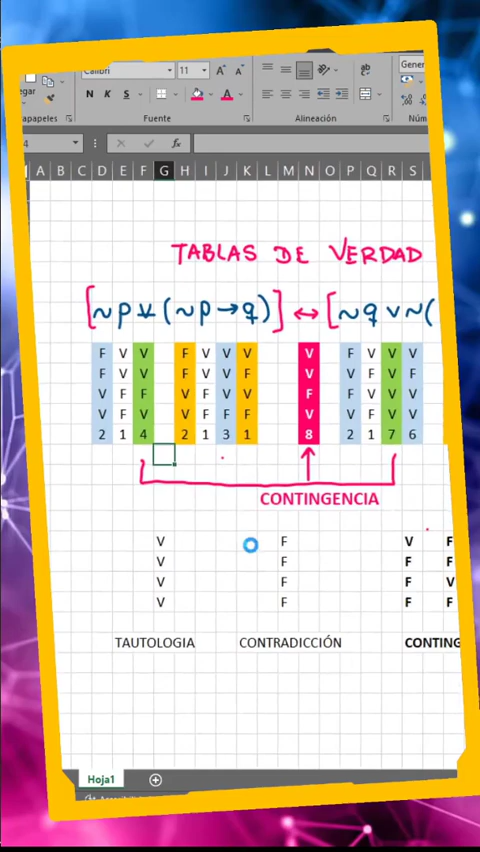 Calibri 11 A A Gener
N K S
apapeles Fuente Alineación Núm
fx
A B C D E F G H I J K L M N O P Q R S
TABLAS DE VERDAD
[~p ⊻ (~p → q)] ↔ [~q ∨ ~(
F V V F V V V V F V V V
F V V F V V F V F V V V
V F F V F V V F V F V F
V F V V F F F V V F V F
2 1 4 2 1 3 1 8 2 1 7 6
CONTINGENCIA
V F V F
V F F F
V F F V
V F F F
TAUTOLOGIA CONTRADICCIÓN CONTING
Hoja1